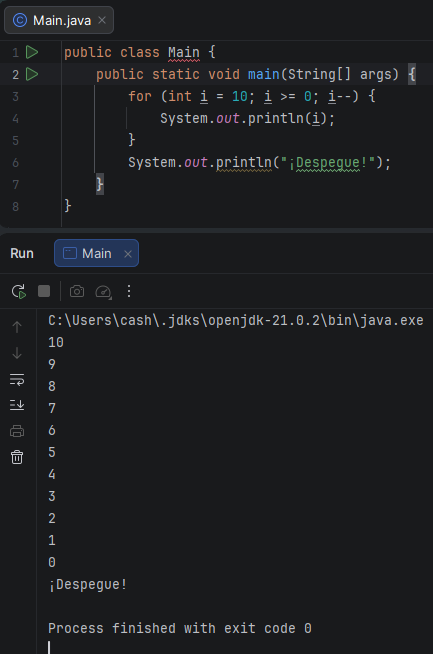 Main.java
1 public class Main {
2     public static void main(String[] args) {
3         for (int i = 10; i >= 0; i--) {
4             System.out.println(i);
5         }
6         System.out.println("¡Despegue!");
7     }
8 }
Run Main
C:\Users\cash\.jdks\openjdk-21.0.2\bin\java.exe
10
9
8
7
6
5
4
3
2
1
0
¡Despegue!
Process finished with exit code 0